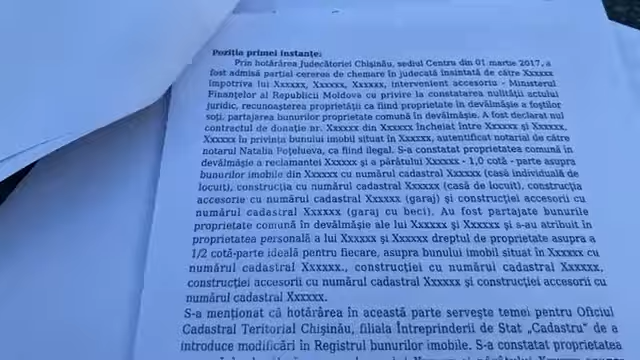 Poziția primei instanțe:
Prin hotărârea Judecătoriei Chișinău, sediul Centru din 01 martie 2017, a
fost admisă parțial cererea de chemare în judecată înaintată de către Xxxxxx
împotriva lui Xxxxxx, Xxxxxx, Xxxxxx, intervenient accesoriu - Ministerul
Finanțelor al Republicii Moldova cu privire la constatarea nulității actului
juridic, recunoașterea proprietății ca fiind proprietate în devălmășie a foștilor
soți, partajarea bunurilor proprietate comună în devălmășie. A fost declarat nul
contractul de donație nr. Xxxxxx din Xxxxxx încheiat între Xxxxxx și Xxxxxx,
Xxxxxx în privința bunului imobil situat în Xxxxxx, autentificat notarial de către
notarul Natalia Poțelueva, ca fiind ilegal. S-a constatat proprietatea comună în
devălmășie a reclamantei Xxxxxx și a pârâtului Xxxxxx - 1,0 cotă - parte asupra
bunurilor imobile din Xxxxxx cu numărul cadastral Xxxxxx (casă individuală de
locuit), construcția cu numărul cadastral Xxxxxx (casă de locuit), construcția
accesorie cu numărul cadastral Xxxxxx (garaj) și construcției accesorii cu
numărul cadastral Xxxxxx (garaj cu beci). Au fost partajate bunurile
proprietate comună în devălmășie ale lui Xxxxxx și Xxxxxx și s-au atribuit în
proprietatea personală a lui Xxxxxx și Xxxxxx dreptul de proprietate asupra a
1/2 cotă-parte ideală pentru fiecare, asupra bunului imobil situat în Xxxxxx cu
numărul cadastral Xxxxxx., construcției cu numărul cadastral Xxxxxx,
construcției accesorii cu numărul cadastral Xxxxxx și construcției accesorii cu
numărul cadastral Xxxxxx.
S-a menționat că hotărârea în această parte servește temei pentru Oficiul
Cadastral Teritorial Chișinău, filiala Întreprinderii de Stat „Cadastru” de a
introduce modificări în Registrul bunurilor imobile. S-a constatat proprietatea